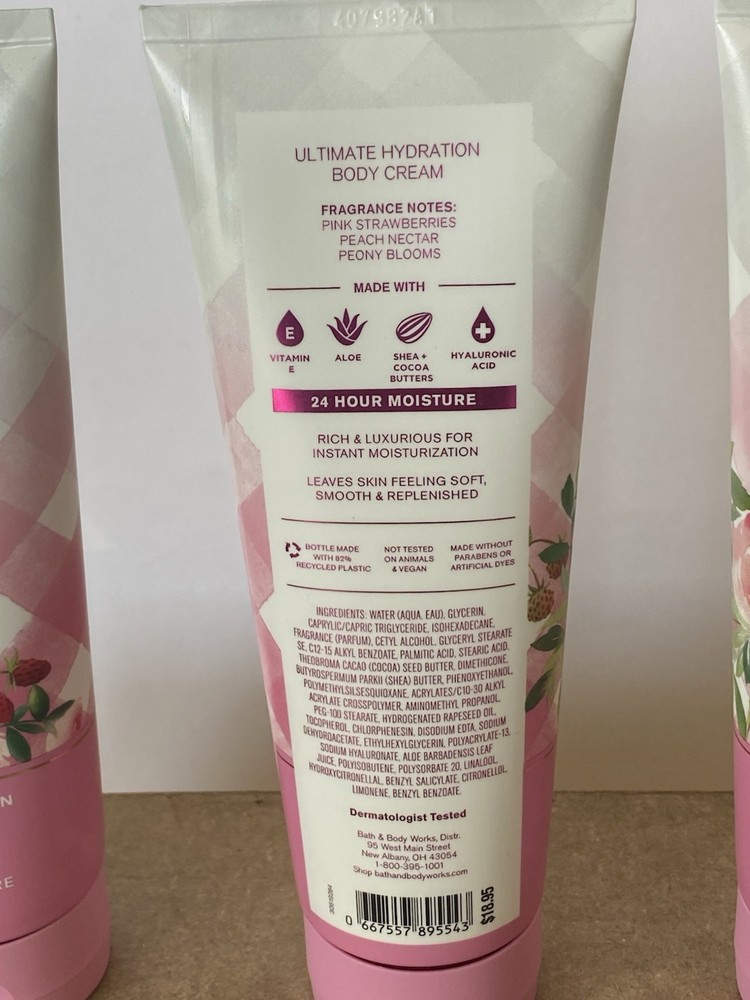 40798281
ULTIMATE HYDRATION
BODY CREAM
FRAGRANCE NOTES:
PINK STRAWBERRIES
PEACH NECTAR
PEONY BLOOMS
MADE WITH
E
VITAMIN
E
ALOE
SHEA +
COCOA
BUTTERS
HYALURONIC
ACID
24 HOUR MOISTURE
RICH & LUXURIOUS FOR
INSTANT MOISTURIZATION
LEAVES SKIN FEELING SOFT,
SMOOTH & REPLENISHED
BOTTLE MADE
WITH 82%
RECYCLED PLASTIC
NOT TESTED
ON ANIMALS
& VEGAN
MADE WITHOUT
PARABENS OR
ARTIFICIAL DYES
INGREDIENTS: WATER (AQUA, EAU), GLYCERIN,
CAPRYLIC/CAPRIC TRIGLYCERIDE, ISOHEXADECANE,
FRAGRANCE (PARFUM), CETYL ALCOHOL, GLYCERYL STEARATE
SE, C12-15 ALKYL BENZOATE, PALMITIC ACID, STEARIC ACID,
THEOBROMA CACAO (COCOA) SEED BUTTER, DIMETHICONE,
BUTYROSPERMUM PARKII (SHEA) BUTTER, PHENOXYETHANOL,
POLYMETHYLSILSESQUIOXANE, ACRYLATES/C10-30 ALKYL
ACRYLATE CROSSPOLYMER, AMINOMETHYL PROPANOL,
PEG-100 STEARATE, HYDROGENATED RAPESEED OIL,
TOCOPHEROL, CHLORPHENESIN, DISODIUM EDTA, SODIUM
DEHYDROACETATE, ETHYLHEXYLGLYCERIN, POLYACRYLATE-13,
SODIUM HYALURONATE, ALOE BARBADENSIS LEAF
JUICE, POLYISOBUTENE, POLYSORBATE 20, LINALOOL,
HYDROXYCITRONELLAL, BENZYL SALICYLATE, CITRONELLOL,
LIMONENE, BENZYL BENZOATE.
Dermatologist Tested
Bath & Body Works, Distr.
95 West Main Street
New Albany, OH 43054
1-800-395-1001
Shop bathandbodyworks.com
0 667557 895543
$18.95
N
RE